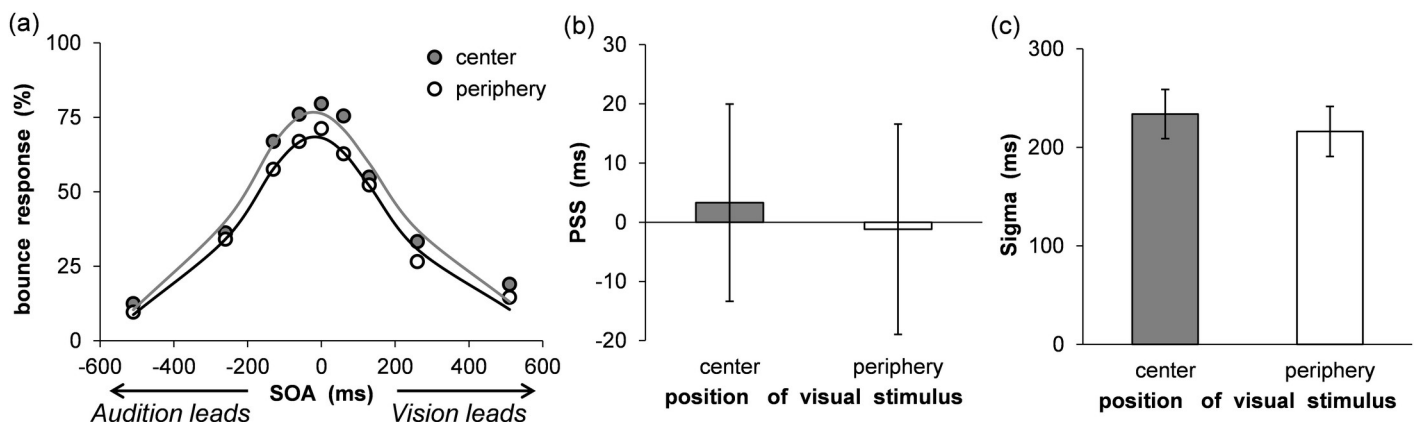 (a)
100
75
50
25
0
bounce response (%)
center
periphery
-600 -400 -200 0 200 400 600
SOA (ms)
Audition leads
Vision leads
(b)
30
20
10
0
-10
-20
PSS (ms)
center periphery
position of visual stimulus
(c)
300
200
100
0
Sigma (ms)
center periphery
position of visual stimulus